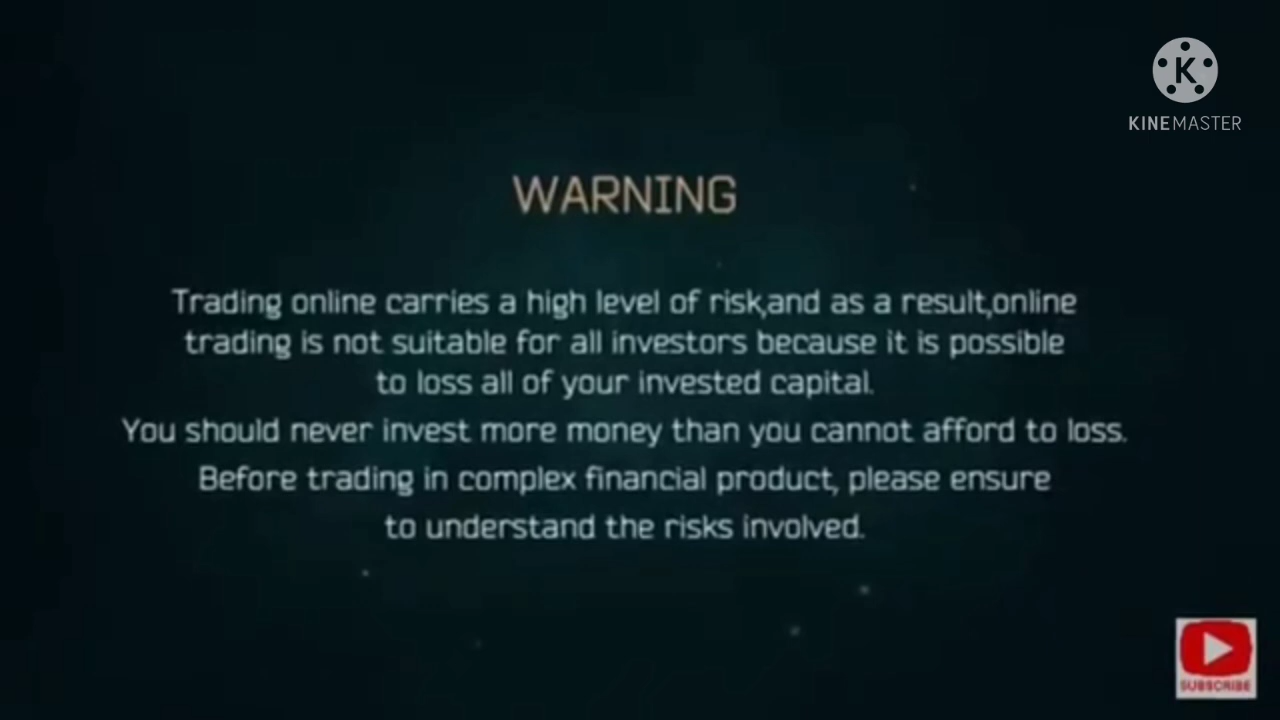 K
KINEMASTER
WARNING
Trading online carries a high level of risk,and as a result,online
trading is not suitable for all investors because it is possible
to loss all of your invested capital.
You should never invest more money than you cannot afford to loss.
Before trading in complex financial product, please ensure
to understand the risks involved.
SUBSCRIBE